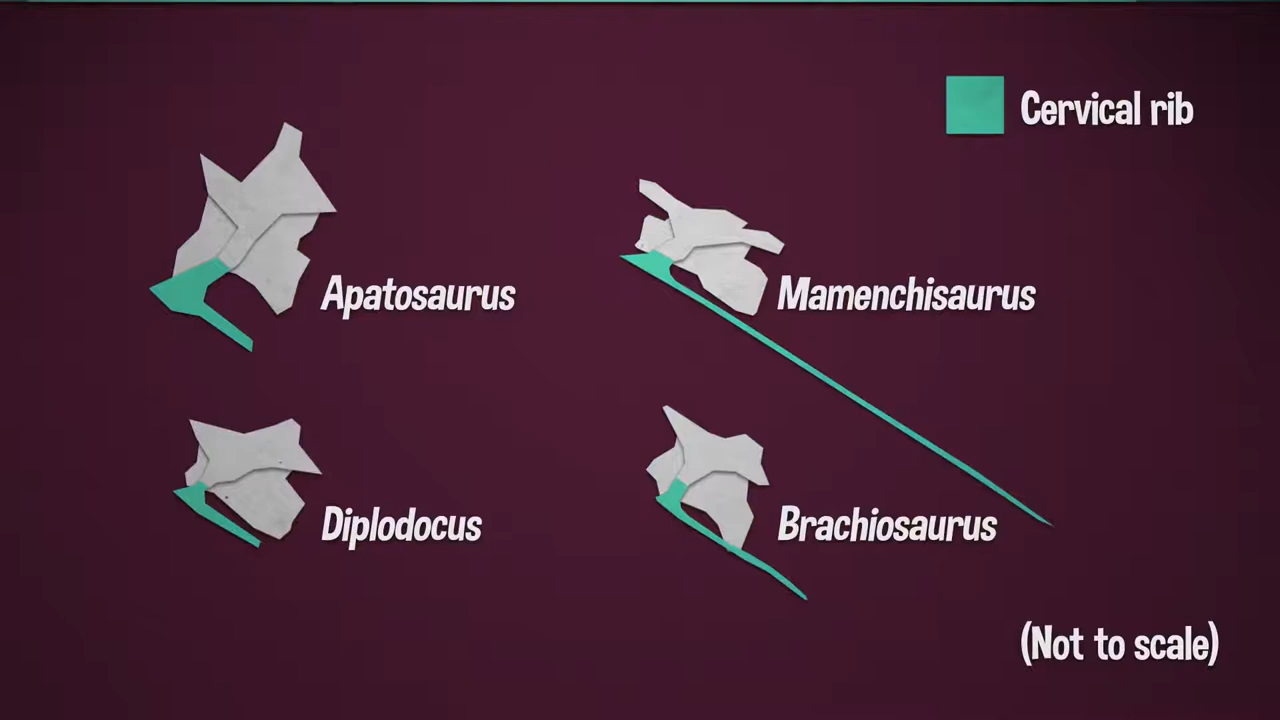 Cervical rib
Apatosaurus
Mamenchisaurus
Diplodocus
Brachiosaurus
(Not to scale)